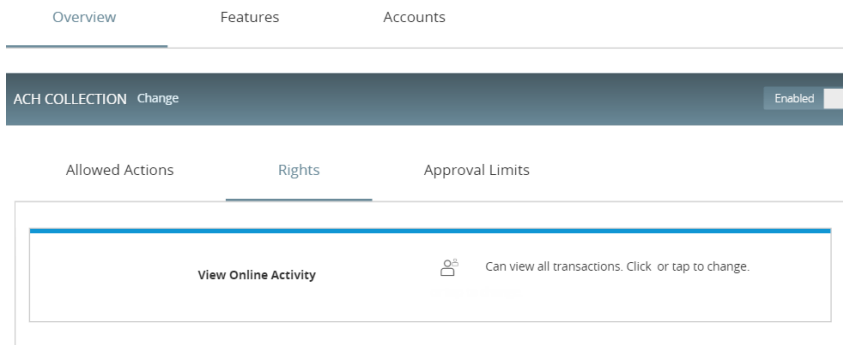 Overview Features Accounts
ACH COLLECTION Change Enabled
Allowed Actions Rights Approval Limits
View Online Activity Can view all transactions. Click or tap to change.